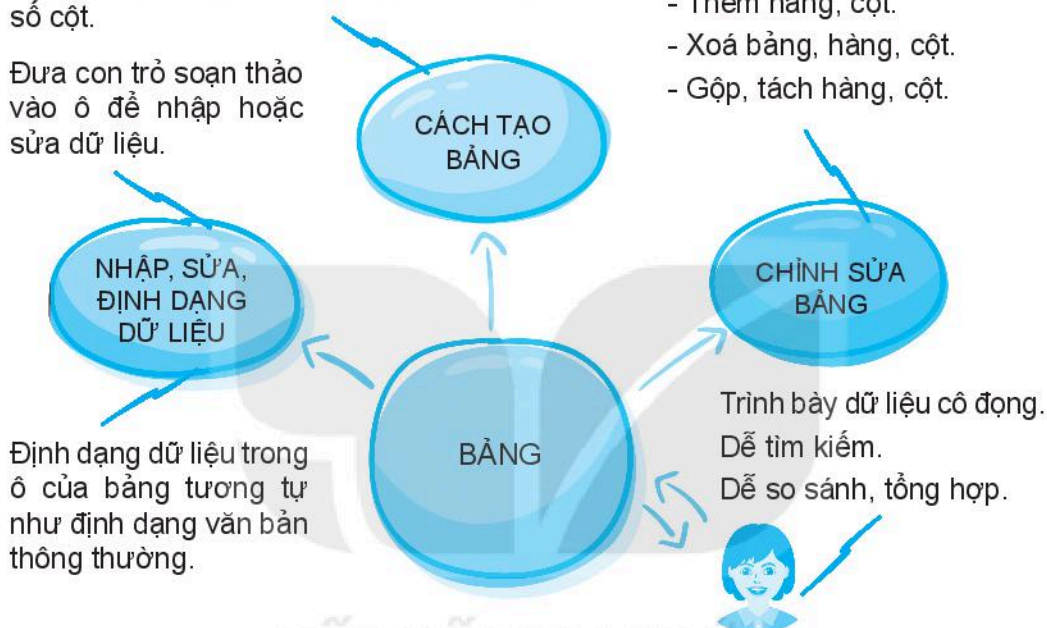 số cột.
Đưa con trỏ soạn thảo
vào ô để nhập hoặc
sửa dữ liệu.
- Thêm hàng, cột.
- Xoá bảng, hàng, cột.
- Gộp, tách hàng, cột.
CÁCH TẠO
BẢNG
NHẬP, SỬA,
ĐỊNH DẠNG
DỮ LIỆU
CHỈNH SỬA
BẢNG
Định dạng dữ liệu trong
ô của bảng tương tự
như định dạng văn bản
thông thường.
BẢNG
Trình bày dữ liệu cô đọng.
Dễ tìm kiếm.
Dễ so sánh, tổng hợp.